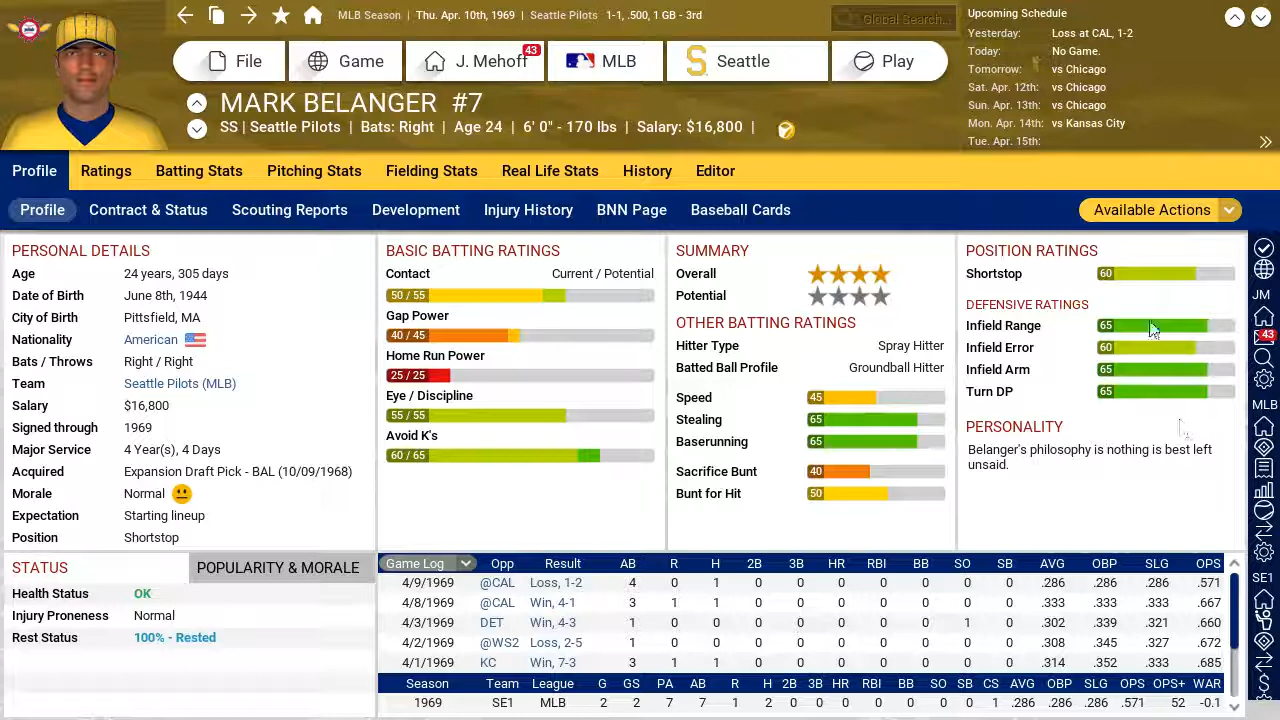 MLB Season | Thu. Apr. 10th, 1969 | Seattle Pilots 1-1, .500, 1 GB - 3rd
Global Search...
Upcoming Schedule
Yesterday: Loss at CAL, 1-2
Today: No Game.
Tomorrow: vs Chicago
Sat. Apr. 12th: vs Chicago
Sun. Apr. 13th: vs Chicago
Mon. Apr. 14th: vs Kansas City
Tue. Apr. 15th:
File Game J. Mehoff 43 MLB Seattle Play
MARK BELANGER #7
SS | Seattle Pilots | Bats: Right | Age 24 | 6' 0" - 170 lbs | Salary: $16,800 |
Profile Ratings Batting Stats Pitching Stats Fielding Stats Real Life Stats History Editor
Profile Contract & Status Scouting Reports Development Injury History BNN Page Baseball Cards Available Actions
PERSONAL DETAILS
Age 24 years, 305 days
Date of Birth June 8th, 1944
City of Birth Pittsfield, MA
Nationality American
Bats / Throws Right / Right
Team Seattle Pilots (MLB)
Salary $16,800
Signed through 1969
Major Service 4 Year(s), 4 Days
Acquired Expansion Draft Pick - BAL (10/09/1968)
Morale Normal
Expectation Starting lineup
Position Shortstop
BASIC BATTING RATINGS
Contact Current / Potential
50 / 55
Gap Power
40 / 45
Home Run Power
25 / 25
Eye / Discipline
55 / 55
Avoid K's
60 / 65
SUMMARY
Overall
Potential
OTHER BATTING RATINGS
Hitter Type Spray Hitter
Batted Ball Profile Groundball Hitter
Speed 45
Stealing 65
Baserunning 65
Sacrifice Bunt 40
Bunt for Hit 50
POSITION RATINGS
Shortstop 60
DEFENSIVE RATINGS
Infield Range 65
Infield Error 60
Infield Arm 65
Turn DP 65
PERSONALITY
Belanger's philosophy is nothing is best left
unsaid.
JM
43
MLB
SE1
STATUS POPULARITY & MORALE
Health Status OK
Injury Proneness Normal
Rest Status 100% - Rested
Game Log Opp Result AB R H 2B 3B HR RBI BB SO SB AVG OBP SLG OPS
4/9/1969 @CAL Loss, 1-2 4 0 1 0 0 0 0 0 0 0 .286 .286 .286 .571
4/8/1969 @CAL Win, 4-1 3 1 1 0 0 0 0 0 0 0 .333 .333 .333 .667
4/3/1969 DET Win, 4-3 1 0 0 0 0 0 0 0 1 0 .302 .339 .321 .660
4/2/1969 @WS2 Loss, 2-5 1 0 0 0 0 0 0 0 0 0 .308 .345 .327 .672
4/1/1969 KC Win, 7-3 3 1 1 0 0 0 0 0 0 0 .314 .352 .333 .685
Season Team League G GS PA AB R H 2B 3B HR RBI BB SO SB CS AVG OBP SLG OPS OPS+ WAR
1969 SE1 MLB 2 2 7 7 1 2 0 0 0 0 0 0 0 1 .286 .286 .286 .571 52 -0.1